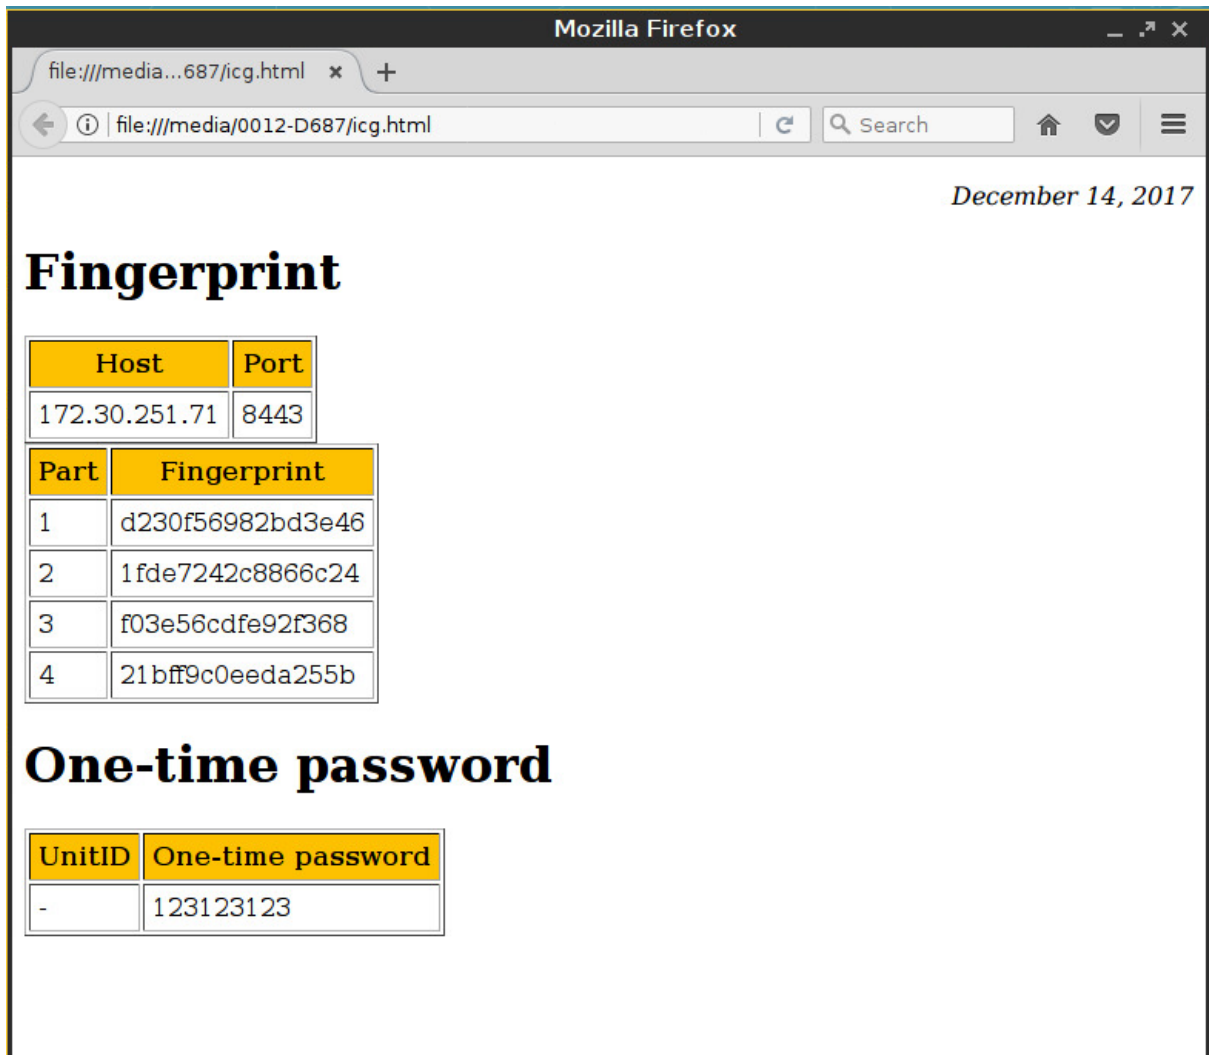 Mozilla Firefox
file:///media...687/icg.html
file:///media/0012-D687/icg.html Search
December 14, 2017
Fingerprint
Host Port
172.30.251.71 8443
Part Fingerprint
1 d230f56982bd3e46
2 1fde7242c8866c24
3 f03e56cdfe92f368
4 21bff9c0eeda255b
One-time password
UnitID One-time password
- 123123123